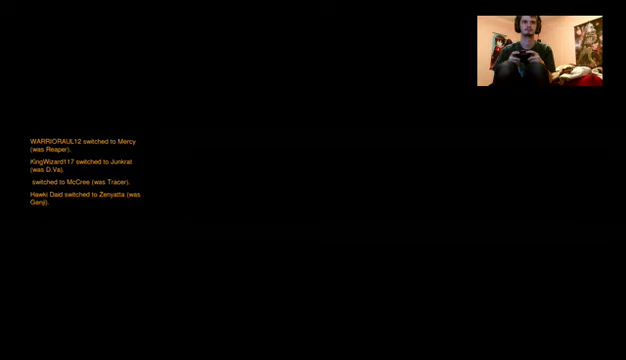 WARRIORAUL12 switched to Mercy
(was Reaper).
KingWizard117 switched to Junkrat
(was D.Va).
switched to McCree (was Tracer).
Hawki Daid switched to Zenyatta (was
Genji).